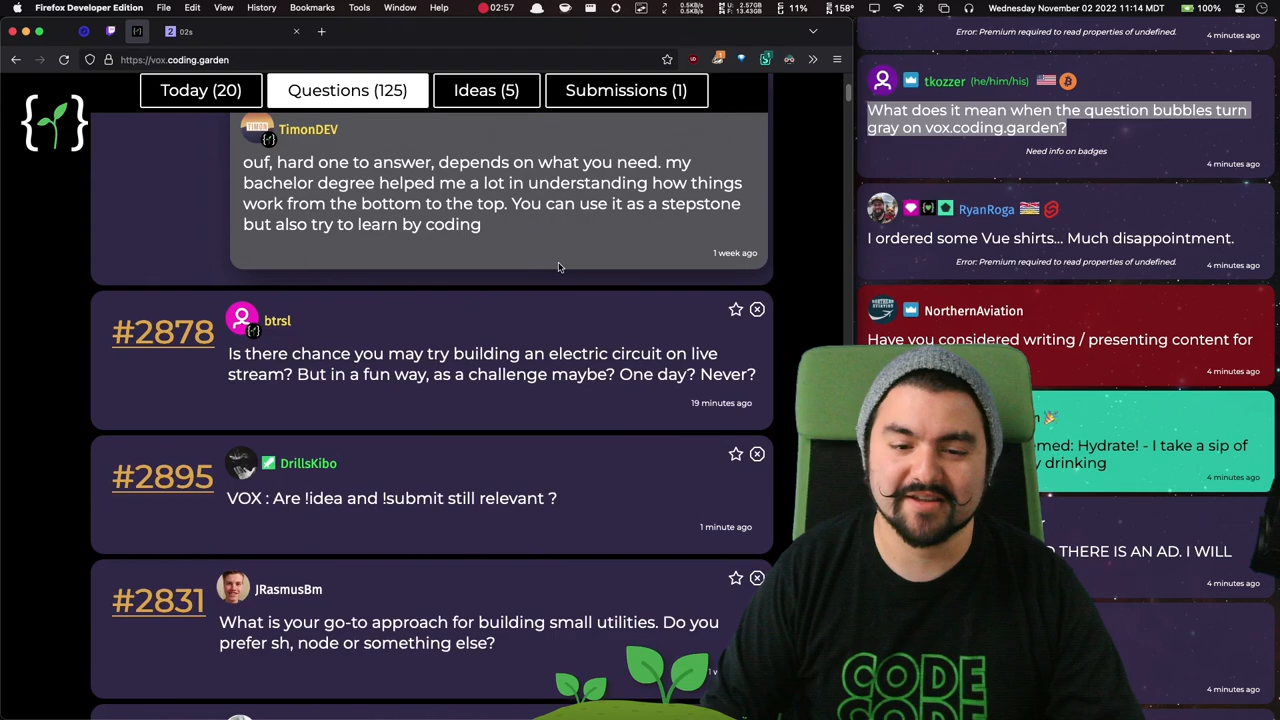 Firefox Developer Edition File Edit View History Bookmarks Tools Window Help
02:57
0.5KB/s
0.5KB/s
U: 2.57GB
F: 13.43GB
11%
158°
Wednesday November 02 2022 11:14 MDT
100%
2 02s
https://vox.coding.garden
Today (20)
Questions (125)
Ideas (5)
Submissions (1)
TimonDEV
ouf, hard one to answer, depends on what you need. my
bachelor degree helped me a lot in understanding how things
work from the bottom to the top. You can use it as a stepstone
but also try to learn by coding
1 week ago
#2878
btrsl
Is there chance you may try building an electric circuit on live
stream? But in a fun way, as a challenge maybe? One day? Never?
19 minutes ago
#2895
DrillsKibo
VOX : Are !idea and !submit still relevant ?
1 minute ago
#2831
JRasmusBm
What is your go-to approach for building small utilities. Do you
prefer sh, node or something else?
Error: Premium required to read properties of undefined.
4 minutes ago
tkozzer (he/him/his)
What does it mean when the question bubbles turn
gray on vox.coding.garden?
Need info on badges
4 minutes ago
RyanRoga
I ordered some Vue shirts... Much disappointment.
Error: Premium required to read properties of undefined.
4 minutes ago
NorthernAviation
Have you considered writing / presenting content for
4 minutes ago
med: Hydrate! - I take a sip of
drinking
4 minutes ago
THERE IS AN AD. I WILL
4 minutes ago
4 minutes ago
CODE
CODE